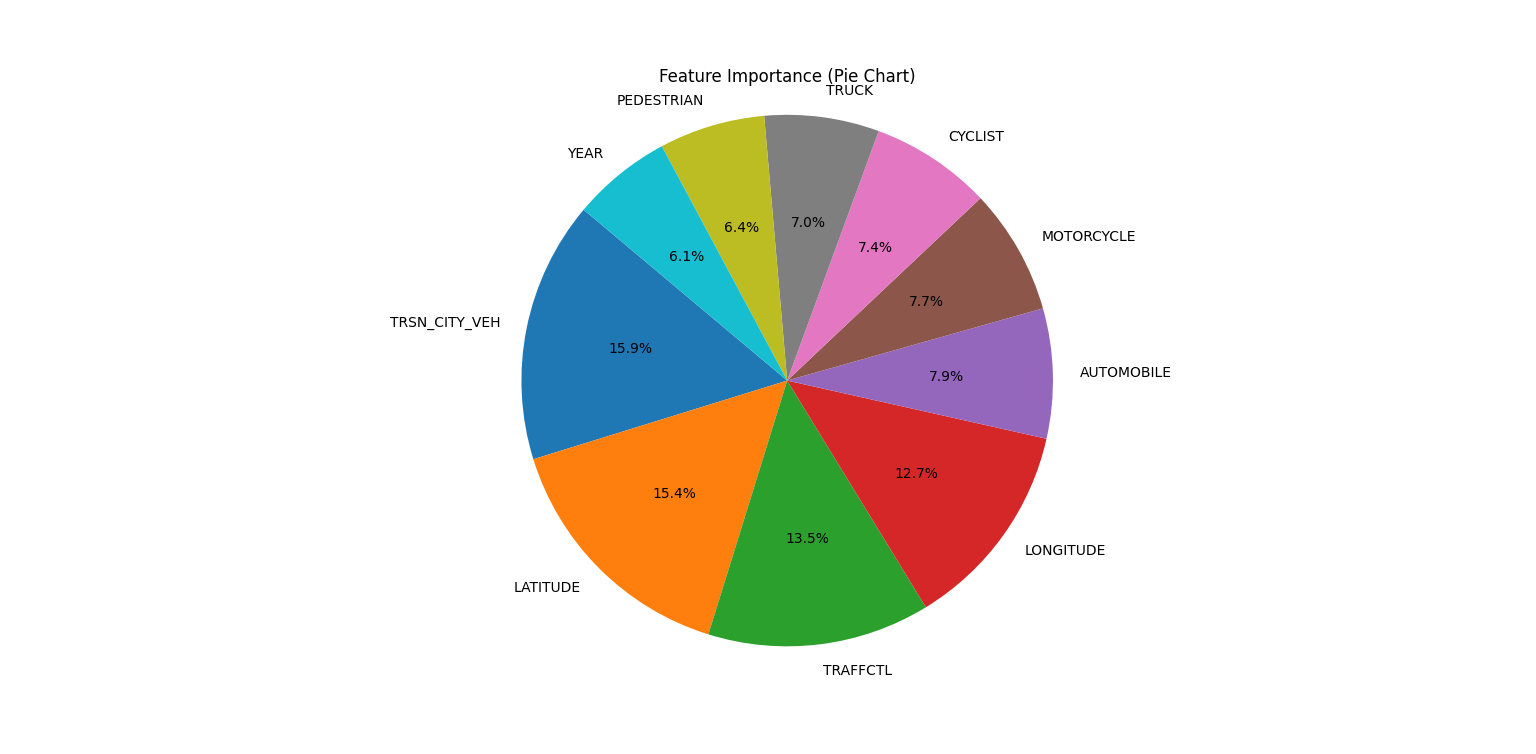 Feature Importance (Pie Chart)
TRUCK
PEDESTRIAN
CYCLIST
YEAR
MOTORCYCLE
7.0%
6.4%
7.4%
6.1%
7.7%
TRSN_CITY_VEH
15.9%
AUTOMOBILE
7.9%
12.7%
15.4%
13.5%
LONGITUDE
LATITUDE
TRAFFCTL